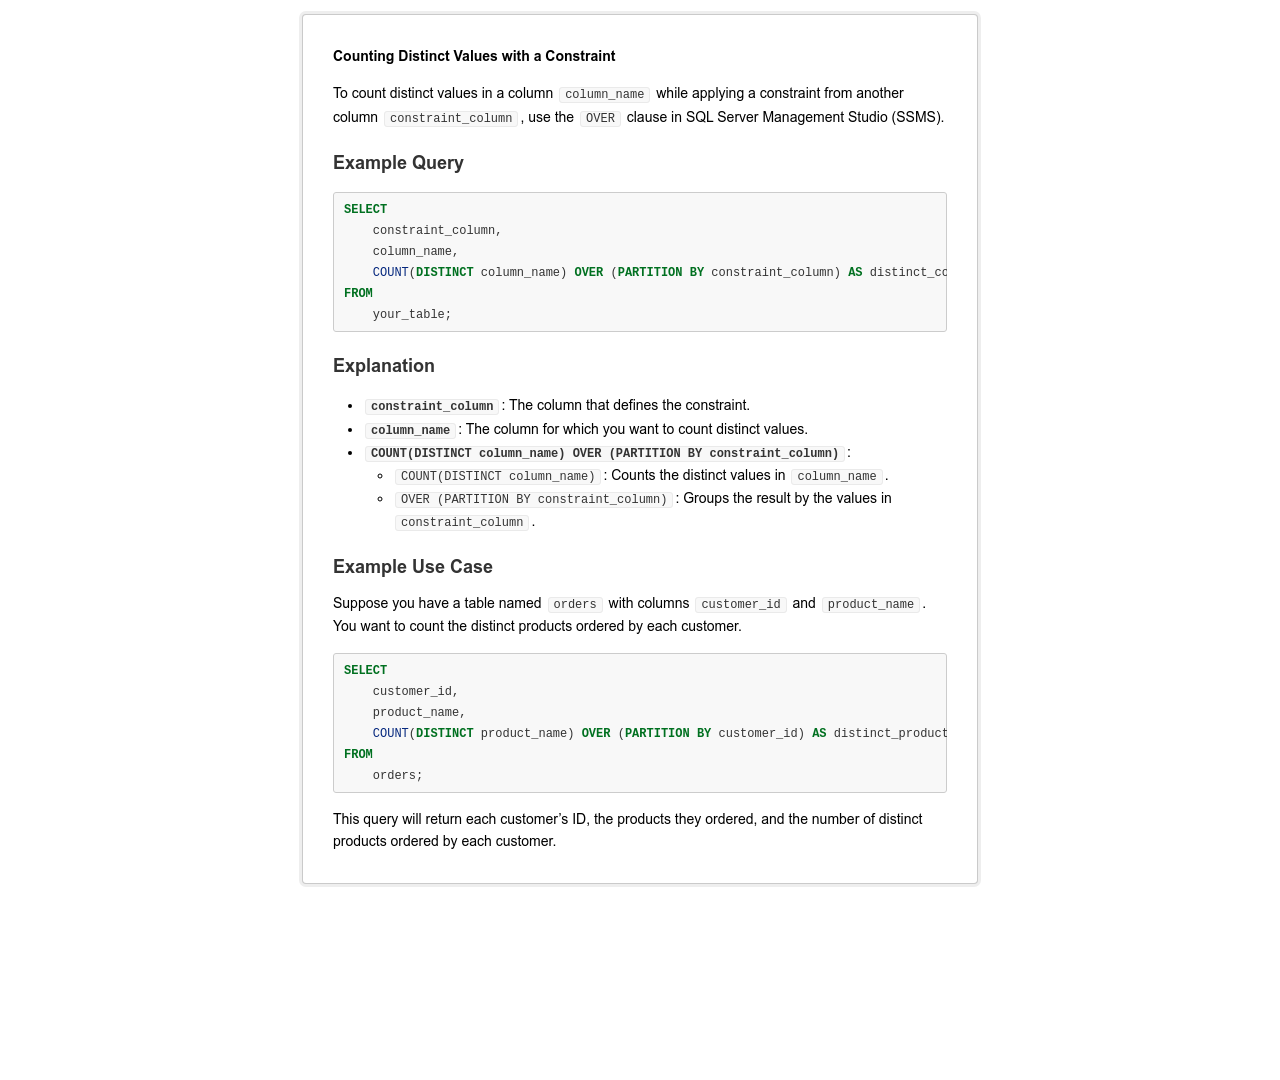 Counting Distinct Values with a Constraint
To count distinct values in a column column_name while applying a constraint from another
column constraint_column, use the OVER clause in SQL Server Management Studio (SSMS).
Example Query
SELECT
    constraint_column,
    column_name,
    COUNT(DISTINCT column_name) OVER (PARTITION BY constraint_column) AS distinct_co
FROM
    your_table;
Explanation
• constraint_column: The column that defines the constraint.
• column_name: The column for which you want to count distinct values.
• COUNT(DISTINCT column_name) OVER (PARTITION BY constraint_column):
◦ COUNT(DISTINCT column_name): Counts the distinct values in column_name.
◦ OVER (PARTITION BY constraint_column): Groups the result by the values in
constraint_column.
Example Use Case
Suppose you have a table named orders with columns customer_id and product_name.
You want to count the distinct products ordered by each customer.
SELECT
    customer_id,
    product_name,
    COUNT(DISTINCT product_name) OVER (PARTITION BY customer_id) AS distinct_product
FROM
    orders;
This query will return each customer’s ID, the products they ordered, and the number of distinct
products ordered by each customer.